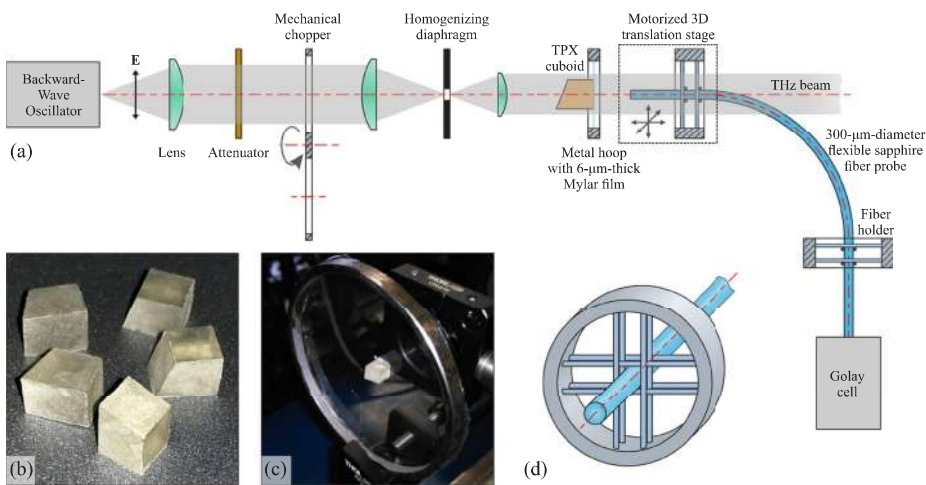 Mechanical
chopper
Homogenizing
diaphragm
Motorized 3D
translation stage
TPX
cuboid
E
Backward-
Wave
Oscillator
THz beam
(a)
Lens
Attenuator
Metal hoop
with 6-μm-thick
Mylar film
300-μm-diameter
flexible sapphire
fiber probe
Fiber
holder
Golay
cell
(b)
(c)
(d)